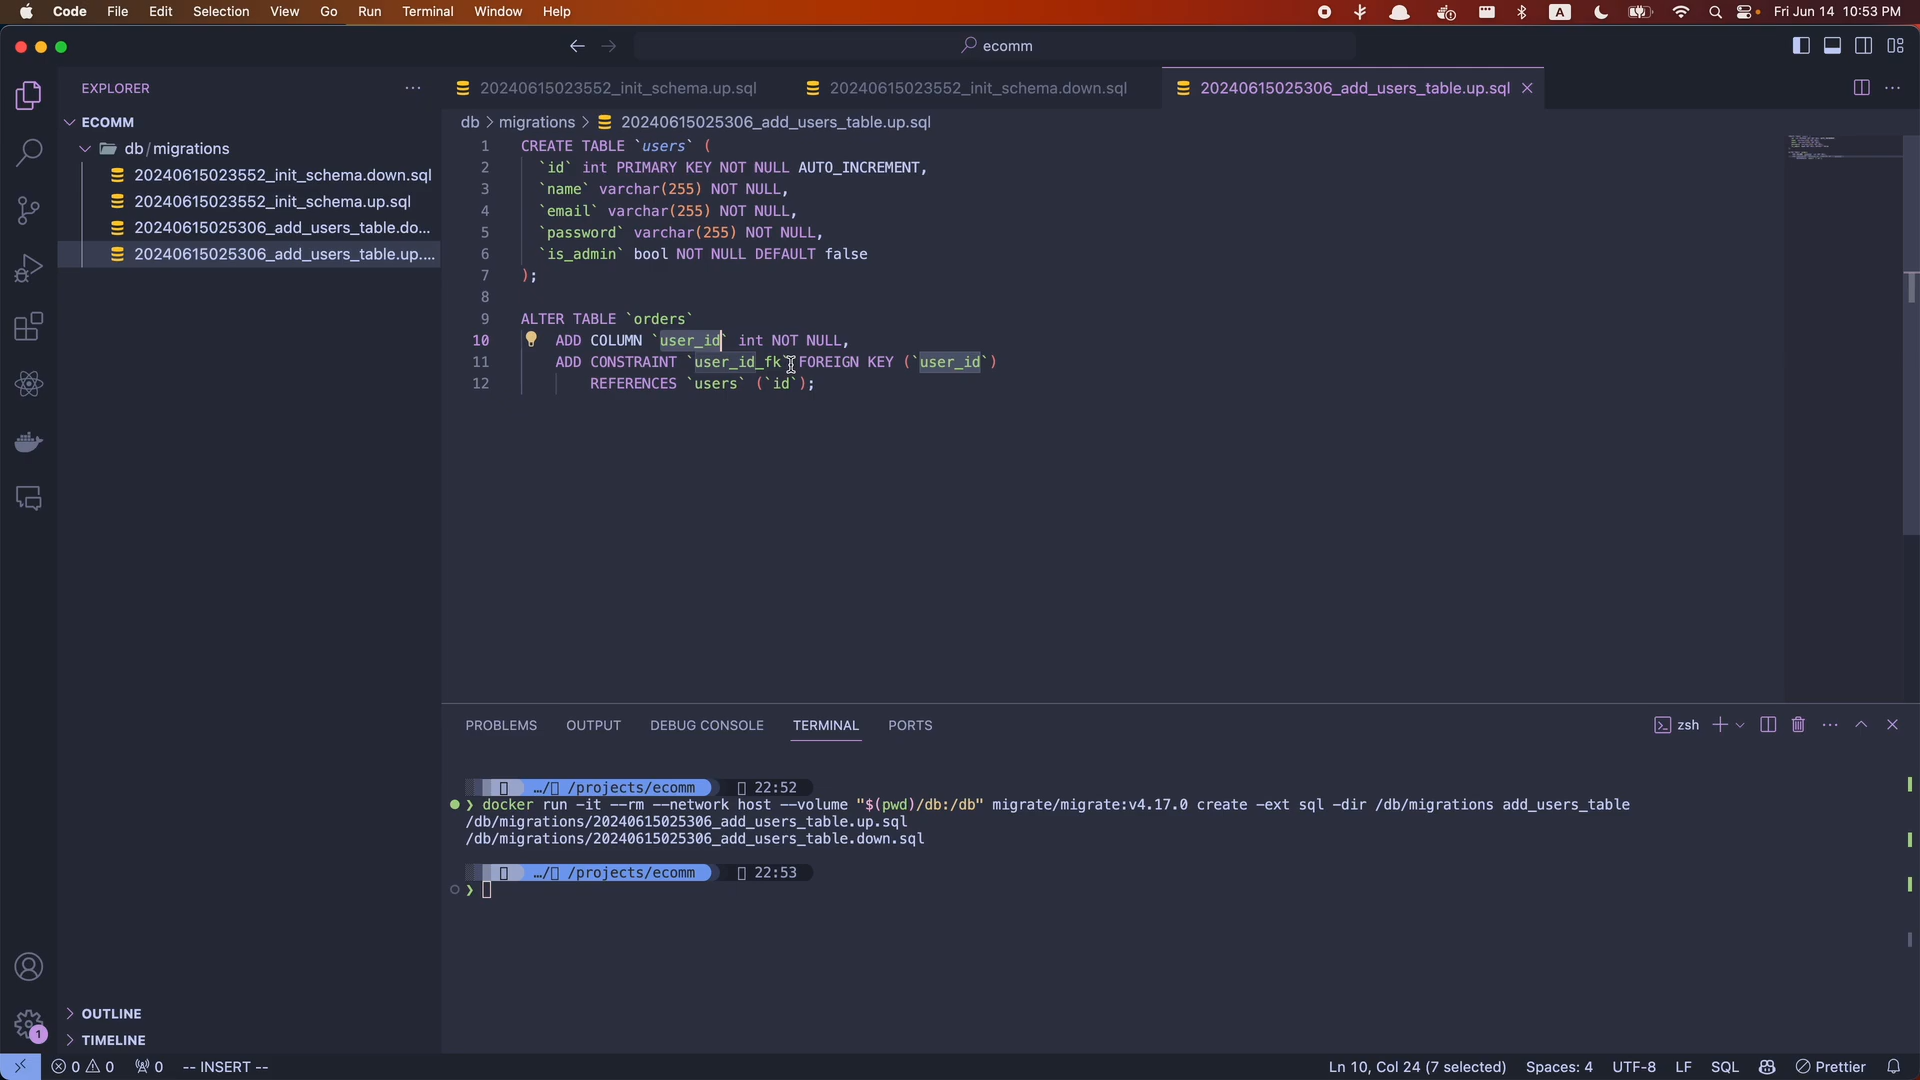 Code File Edit Selection View Go Run Terminal Window Help A Fri Jun 14 10:53 PM
ecomm
EXPLORER
20240615023552_init_schema.up.sql 20240615023552_init_schema.down.sql 20240615025306_add_users_table.up.sql
ECOMM
db > migrations > 20240615025306_add_users_table.up.sql
db/migrations
20240615023552_init_schema.down.sql
20240615023552_init_schema.up.sql
20240615025306_add_users_table.do...
20240615025306_add_users_table.up....
1 CREATE TABLE `users` (
2 `id` int PRIMARY KEY NOT NULL AUTO_INCREMENT,
3 `name` varchar(255) NOT NULL,
4 `email` varchar(255) NOT NULL,
5 `password` varchar(255) NOT NULL,
6 `is_admin` bool NOT NULL DEFAULT false
7 );
8
9 ALTER TABLE `orders`
10 ADD COLUMN `user_id` int NOT NULL,
11 ADD CONSTRAINT `user_id_fk` FOREIGN KEY (`user_id`)
12 REFERENCES `users` (`id`);
PROBLEMS OUTPUT DEBUG CONSOLE TERMINAL PORTS zsh
…/ /projects/ecomm 22:52
❯ docker run -it --rm --network host --volume "$(pwd)/db:/db" migrate/migrate:v4.17.0 create -ext sql -dir /db/migrations add_users_table
/db/migrations/20240615025306_add_users_table.up.sql
/db/migrations/20240615025306_add_users_table.down.sql
…/ /projects/ecomm 22:53
❯
OUTLINE
1
TIMELINE
0 0 0 -- INSERT -- Ln 10, Col 24 (7 selected) Spaces: 4 UTF-8 LF SQL Prettier